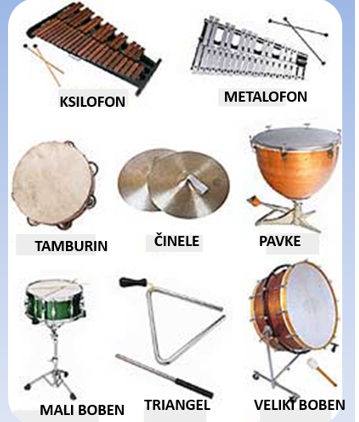 KSILOFON
METALOFON
TAMBURIN
ČINELE
PAVKE
MALI BOBEN
TRIANGEL
VELIKI BOBEN